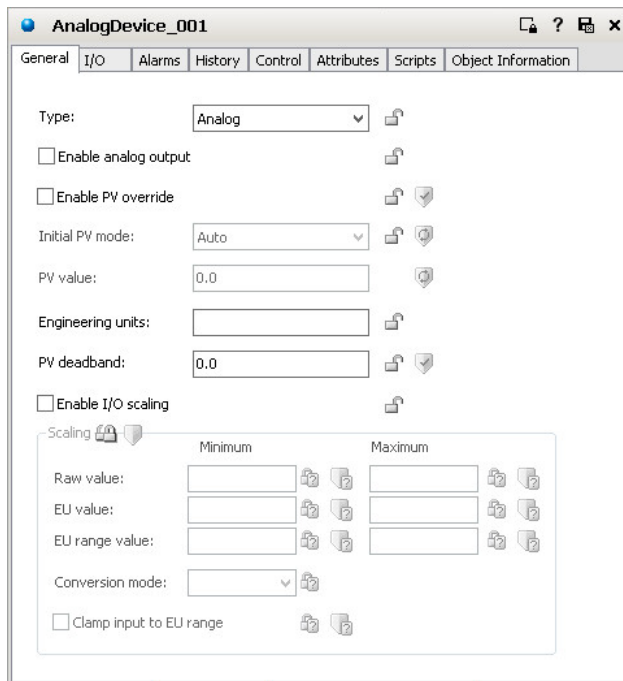 AnalogDevice_001
General I/O Alarms History Control Attributes Scripts Object Information
Type: Analog
Enable analog output
Enable PV override
Initial PV mode: Auto
PV value: 0.0
Engineering units:
PV deadband: 0.0
Enable I/O scaling
Scaling
Minimum Maximum
Raw value:
EU value:
EU range value:
Conversion mode:
Clamp input to EU range